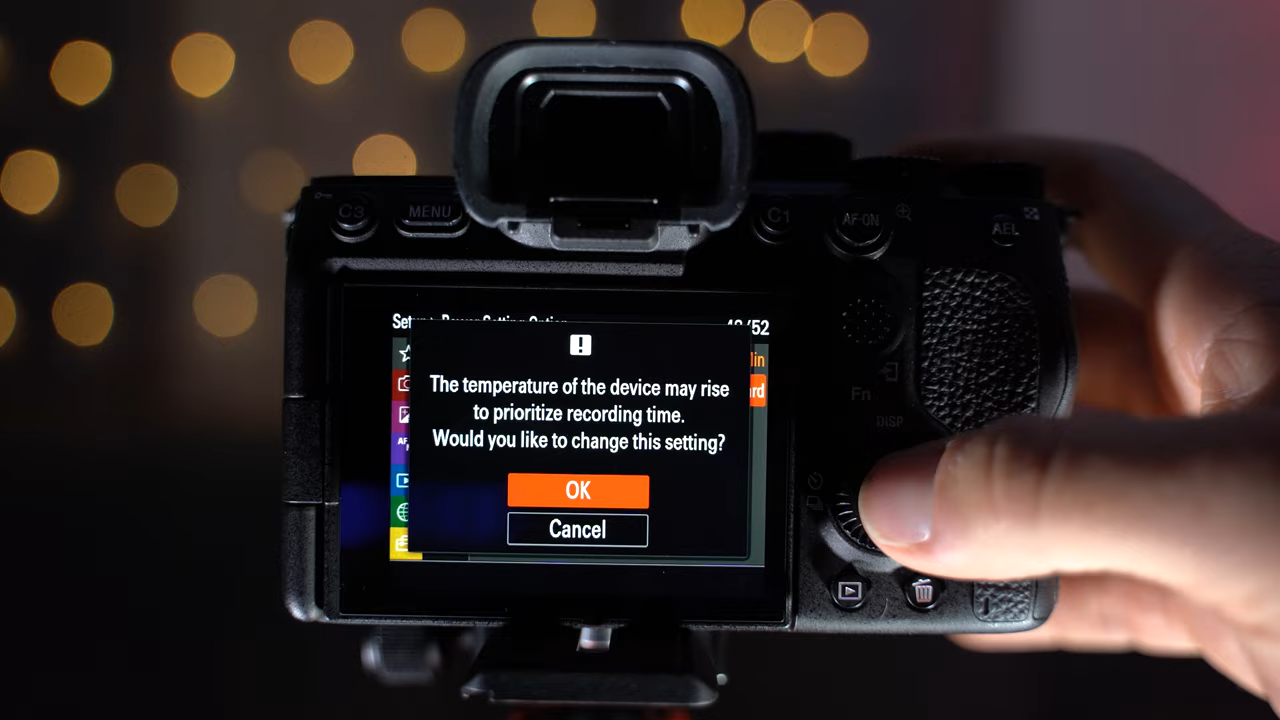 C3
MENU
C1
AF-ON
AEL
The temperature of the device may rise
to prioritize recording time.
Would you like to change this setting?
OK
Cancel
Fn
DISP